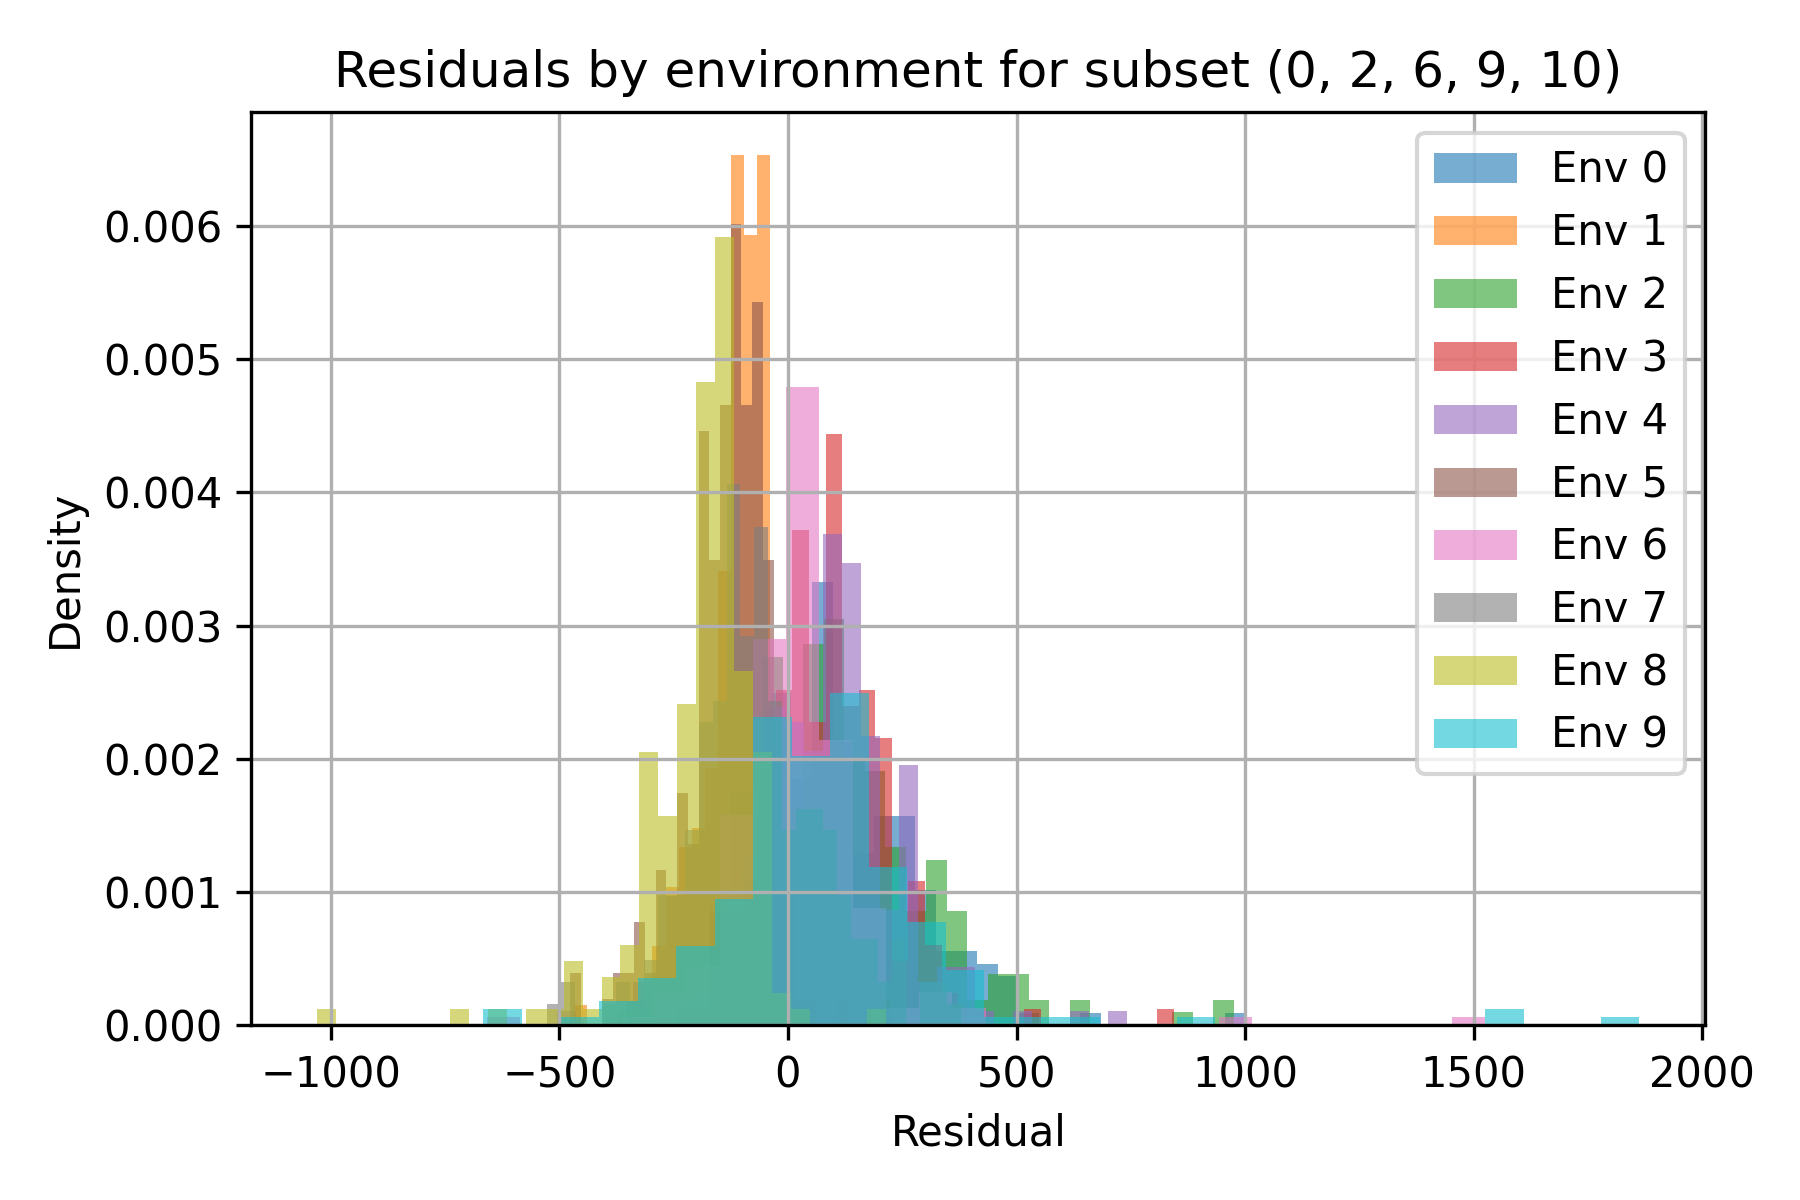 Residuals by environment for subset (0, 2, 6, 9, 10)
Density
0.006
0.005
0.004
0.003
0.002
0.001
0.000
−1000
−500
0
500
1000
1500
2000
Residual
Env 0
Env 1
Env 2
Env 3
Env 4
Env 5
Env 6
Env 7
Env 8
Env 9